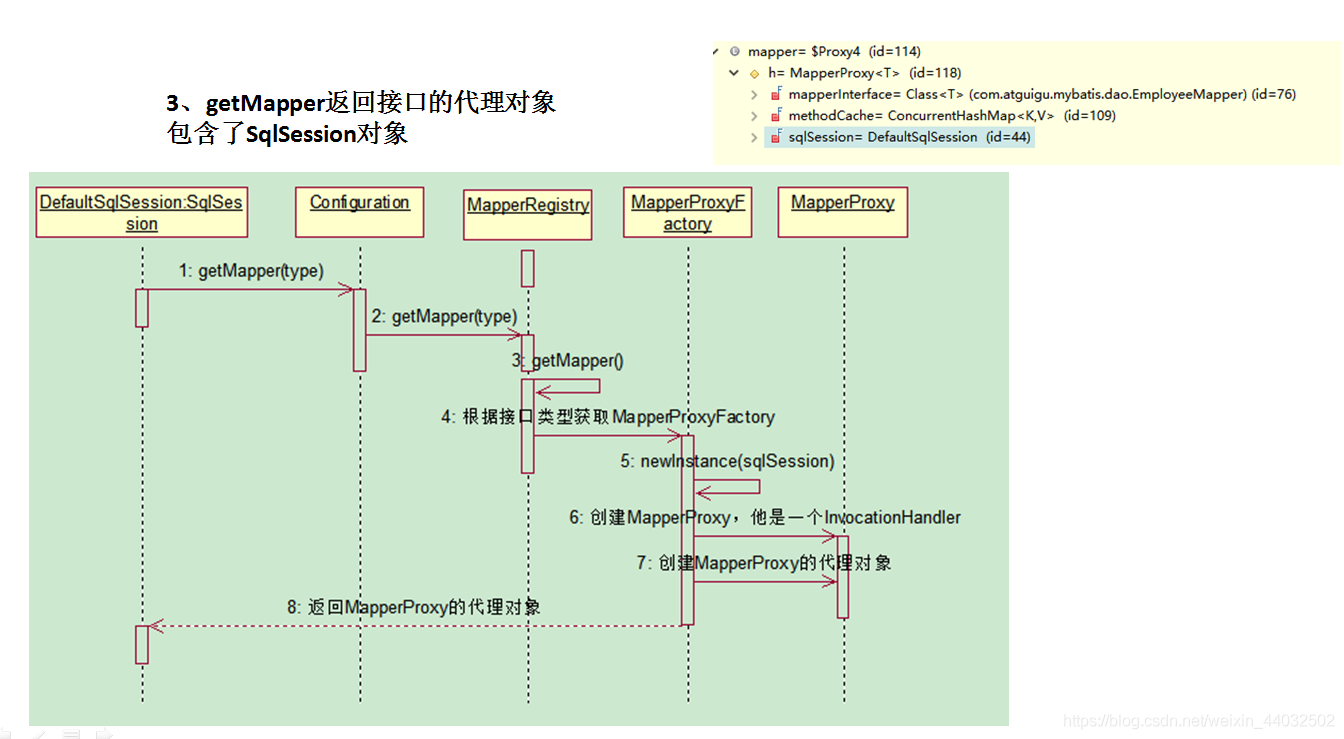 mapper= $Proxy4 (id=114)
h= MapperProxy<T> (id=118)
mapperInterface= Class<T> (com.atguigu.mybatis.dao.EmployeeMapper) (id=76)
methodCache= ConcurrentHashMap<K,V> (id=109)
sqlSession= DefaultSqlSession (id=44)
3、getMapper返回接口的代理对象
包含了SqlSession对象
DefaultSqlSession:SqlSes
sion
Configuration
MapperRegistry
MapperProxyF
actory
MapperProxy
1: getMapper(type)
2: getMapper(type)
3: getMapper()
4: 根据接口类型获取MapperProxyFactory
5: newInstance(sqlSession)
6: 创建MapperProxy，他是一个InvocationHandler
7: 创建MapperProxy的代理对象
8: 返回MapperProxy的代理对象
https://blog.csdn.net/weixin_44032502